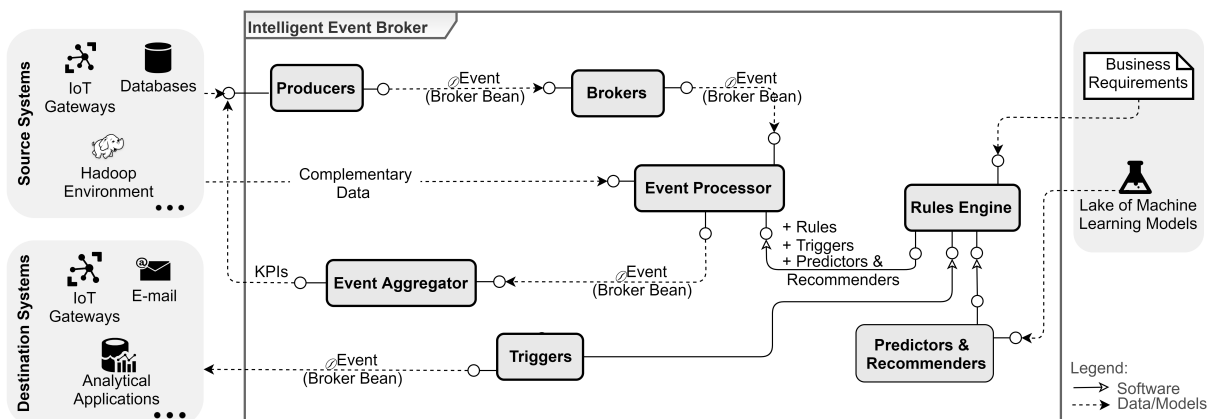 Intelligent Event Broker
Source Systems
IoT
Gateways
Databases
Hadoop
Environment
Producers
Event
(Broker Bean)
Brokers
Event
(Broker Bean)
Business
Requirements
Complementary
Data
Event Processor
Rules Engine
Lake of Machine
Learning Models
+ Rules
+ Triggers
+ Predictors &
Recommenders
Destination Systems
IoT
Gateways
@
E-mail
Analytical
Applications
KPIs
Event Aggregator
Event
(Broker Bean)
Triggers
Event
(Broker Bean)
Predictors &
Recommenders
Legend:
Software
Data/Models